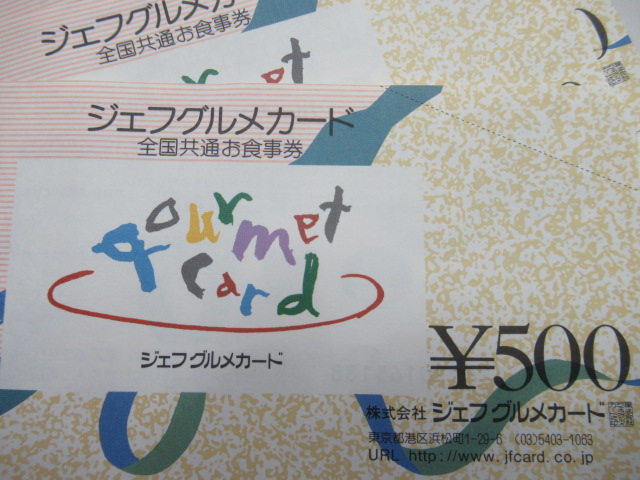 ジェフグルメカ
全国共通お食事券
ジェフグルメカード
全国共通お食事券
gourmet
card
ジェフグルメカード
¥500
株式会社 ジェフグルメカード
東京都港区浜松町1-29-6 (03)5403-1063
URL http://www.jfcard.co.jp